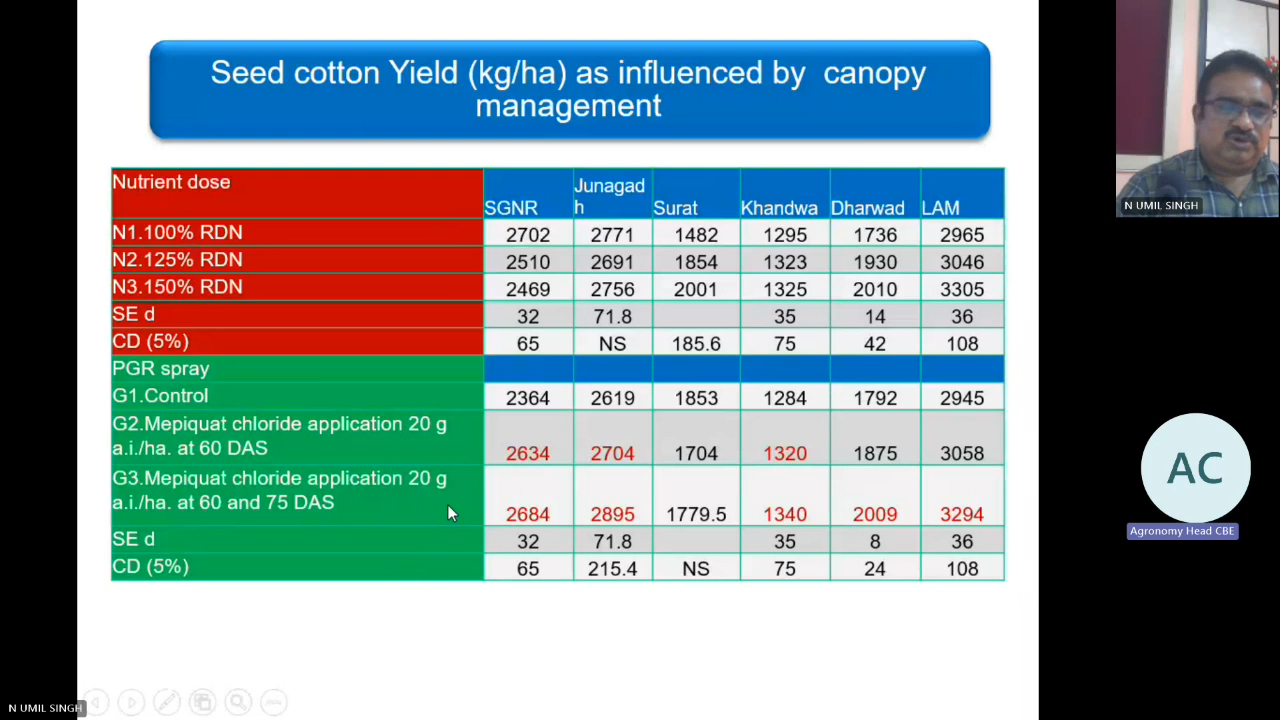 Seed cotton Yield (kg/ha) as influenced by canopy
management
Nutrient dose
SGNR
Junagad
h
Surat
Khandwa
Dharwad
LAM
N1.100% RDN 2702 2771 1482 1295 1736 2965
N2.125% RDN 2510 2691 1854 1323 1930 3046
N3.150% RDN 2469 2756 2001 1325 2010 3305
SE d 32 71.8 35 14 36
CD (5%) 65 NS 185.6 75 42 108
PGR spray
G1.Control 2364 2619 1853 1284 1792 2945
G2.Mepiquat chloride application 20 g
a.i./ha. at 60 DAS 2634 2704 1704 1320 1875 3058
G3.Mepiquat chloride application 20 g
a.i./ha. at 60 and 75 DAS 2684 2895 1779.5 1340 2009 3294
SE d 32 71.8 35 8 36
CD (5%) 65 215.4 NS 75 24 108
N UMIL SINGH
AC
Agronomy Head CBE
N UMIL SINGH